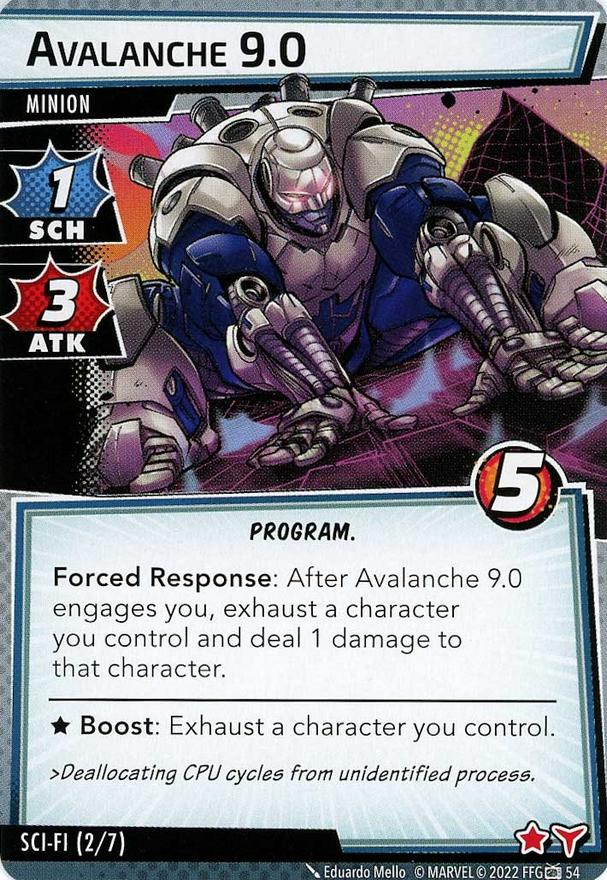 AVALANCHE 9.0
MINION
1
SCH
3
ATK
5
PROGRAM.
Forced Response: After Avalanche 9.0
engages you, exhaust a character
you control and deal 1 damage to
that character.
★ Boost: Exhaust a character you control.
>Deallocating CPU cycles from unidentified process.
SCI-FI (2/7)
Eduardo Mello © MARVEL © 2022 FFG 54